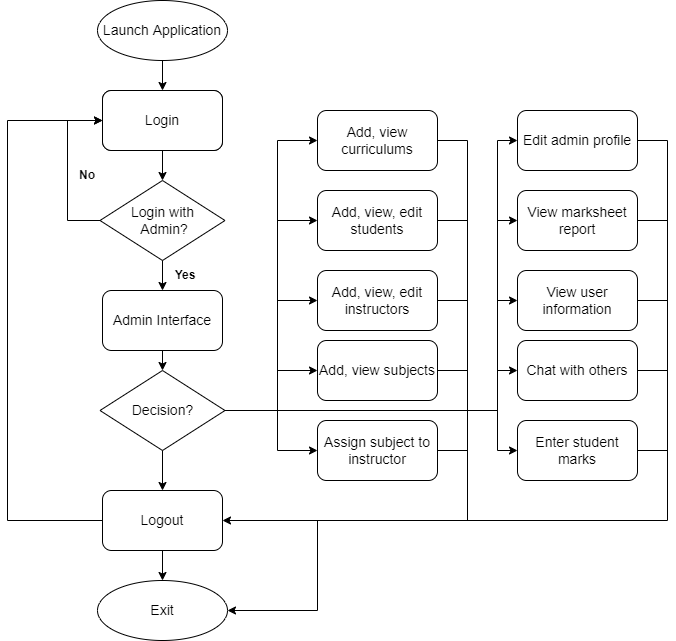 Launch Application
Login
No
Login with
Admin?
Yes
Admin Interface
Decision?
Logout
Exit
Add, view
curriculums
Add, view, edit
students
Add, view, edit
instructors
Add, view subjects
Assign subject to
instructor
Edit admin profile
View marksheet
report
View user
information
Chat with others
Enter student
marks